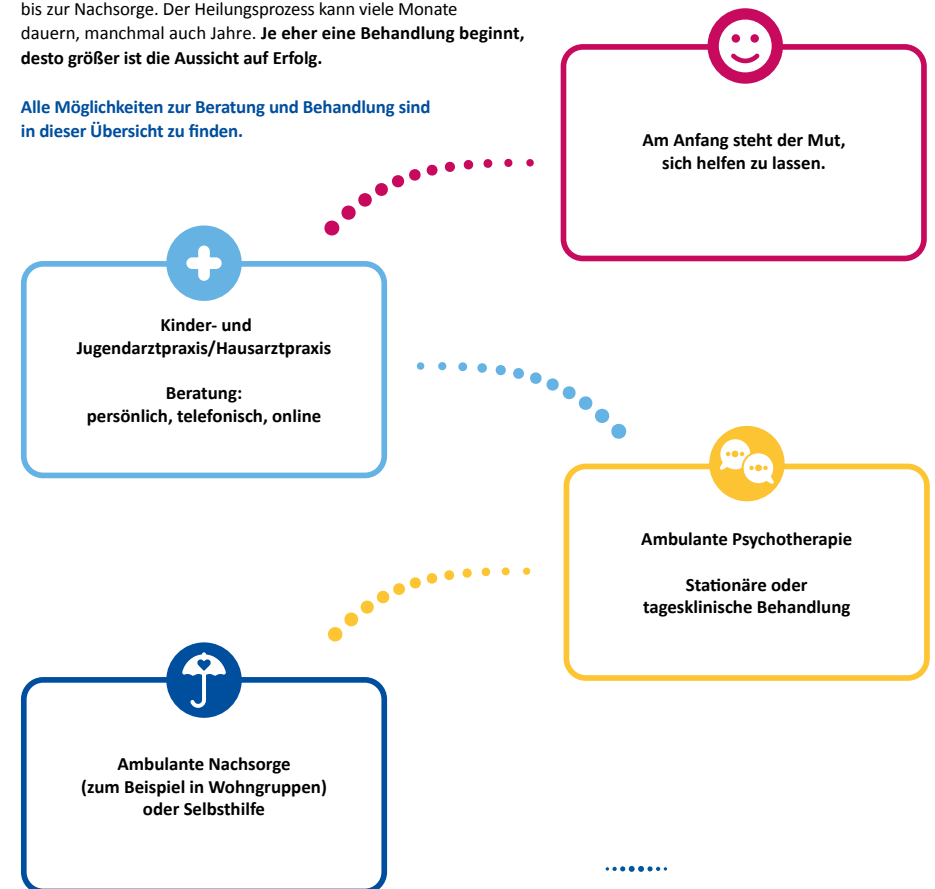 bis zur Nachsorge. Der Heilungsprozess kann viele Monate
dauern, manchmal auch Jahre. Je eher eine Behandlung beginnt,
desto größer ist die Aussicht auf Erfolg.
Alle Möglichkeiten zur Beratung und Behandlung sind
in dieser Übersicht zu finden.
Am Anfang steht der Mut,
sich helfen zu lassen.
Kinder- und
Jugendarztpraxis/Hausarztpraxis
Beratung:
persönlich, telefonisch, online
Ambulante Psychotherapie
Stationäre oder
tagesklinische Behandlung
Ambulante Nachsorge
(zum Beispiel in Wohngruppen)
oder Selbsthilfe